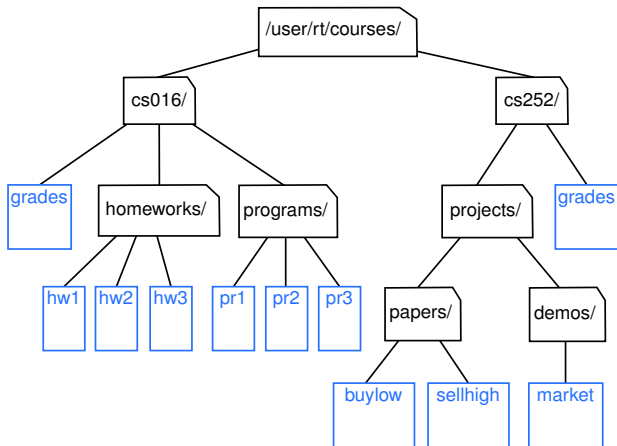 /user/rt/courses/
cs016/
cs252/
grades
homeworks/
programs/
projects/
grades
hw1
hw2
hw3
pr1
pr2
pr3
papers/
demos/
buylow
sellhigh
market